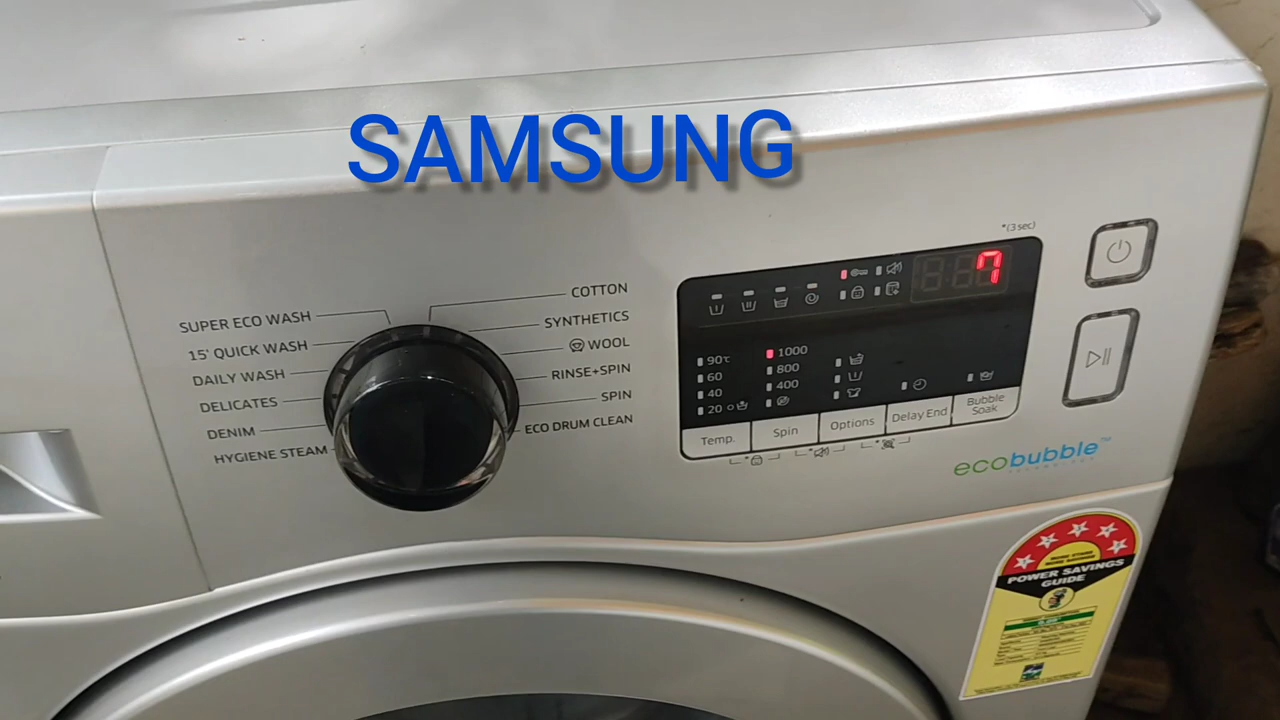 SAMSUNG
*(3 sec)
7
COTTON
SYNTHETICS
WOOL
RINSE+SPIN
SPIN
ECO DRUM CLEAN
SUPER ECO WASH
15' QUICK WASH
DAILY WASH
DELICATES
DENIM
HYGIENE STEAM
90℃
60
40
20
1000
800
400
Temp.
Spin
Options
Delay End
Bubble
Soak
ecobubble™
POWER SAVINGS
GUIDE